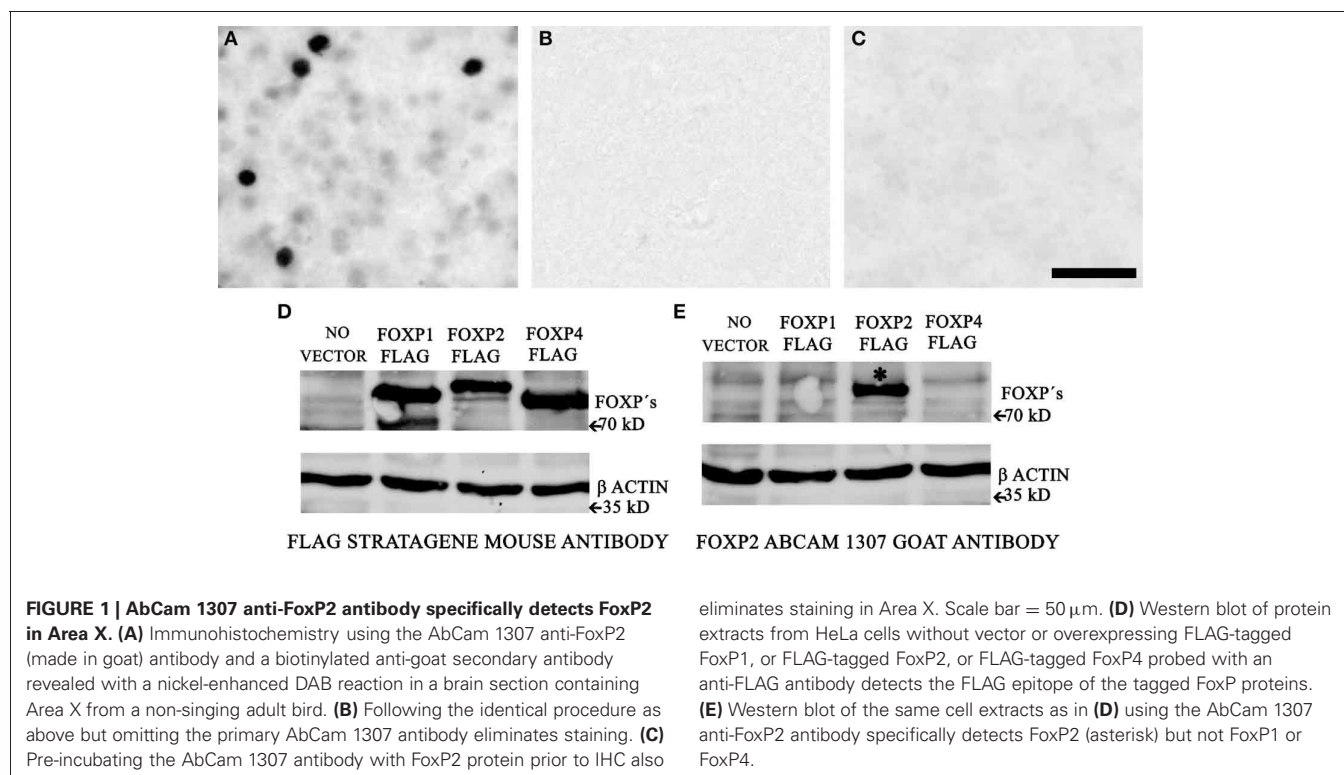 A
B
C
D
NO
VECTOR
FOXP1
FLAG
FOXP2
FLAG
FOXP4
FLAG
FOXP´s
←70 kD
β ACTIN
←35 kD
FLAG STRATAGENE MOUSE ANTIBODY
E
NO
VECTOR
FOXP1
FLAG
FOXP2
FLAG
FOXP4
FLAG
*
FOXP´s
←70 kD
β ACTIN
←35 kD
FOXP2 ABCAM 1307 GOAT ANTIBODY
FIGURE 1 | AbCam 1307 anti-FoxP2 antibody specifically detects FoxP2
in Area X. (A) Immunohistochemistry using the AbCam 1307 anti-FoxP2
(made in goat) antibody and a biotinylated anti-goat secondary antibody
revealed with a nickel-enhanced DAB reaction in a brain section containing
Area X from a non-singing adult bird. (B) Following the identical procedure as
above but omitting the primary AbCam 1307 antibody eliminates staining. (C)
Pre-incubating the AbCam 1307 antibody with FoxP2 protein prior to IHC also
eliminates staining in Area X. Scale bar = 50 μm. (D) Western blot of protein
extracts from HeLa cells without vector or overexpressing FLAG-tagged
FoxP1, or FLAG-tagged FoxP2, or FLAG-tagged FoxP4 probed with an
anti-FLAG antibody detects the FLAG epitope of the tagged FoxP proteins.
(E) Western blot of the same cell extracts as in (D) using the AbCam 1307
anti-FoxP2 antibody specifically detects FoxP2 (asterisk) but not FoxP1 or
FoxP4.